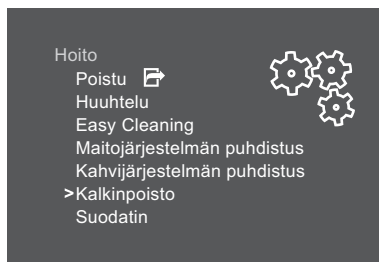 Hoito
Poistu
Huuhtelu
Easy Cleaning
Maitojärjestelmän puhdistus
Kahvijärjestelmän puhdistus
>Kalkinpoisto
Suodatin